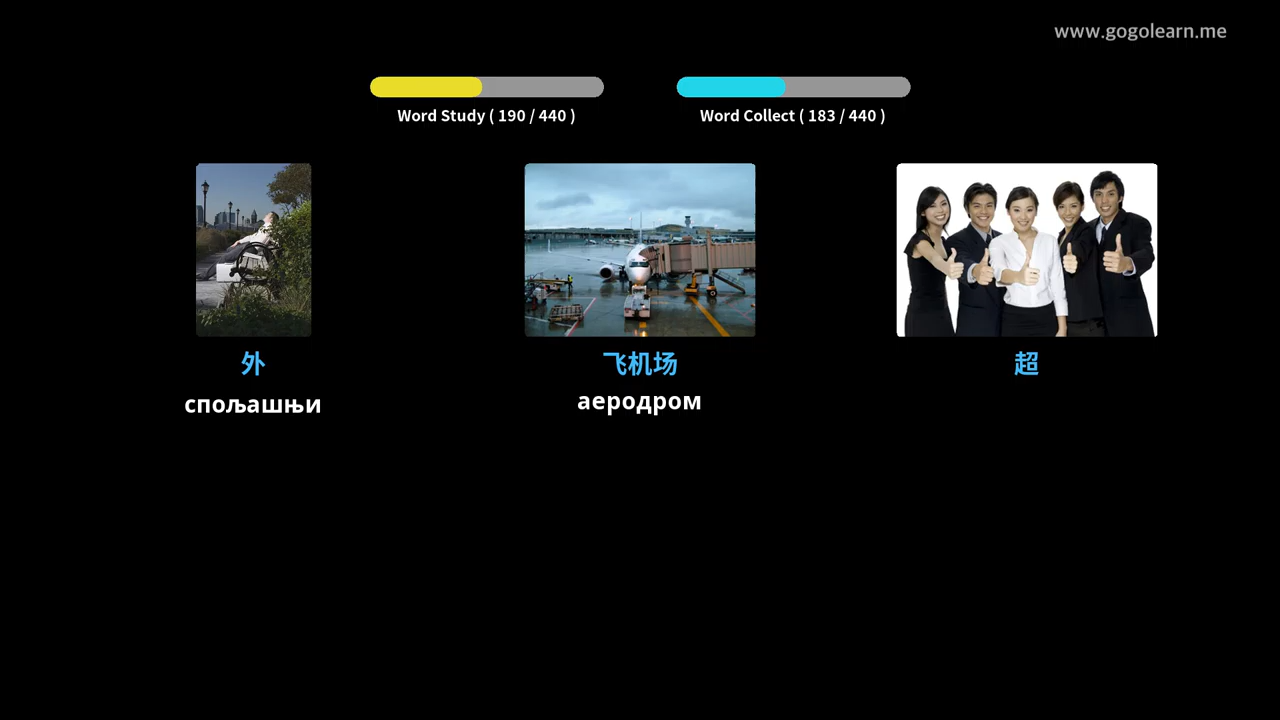 www.gogolearn.me
Word Study ( 190 / 440 )
Word Collect ( 183 / 440 )
外
飞机场
超
спољашњи
аеродром